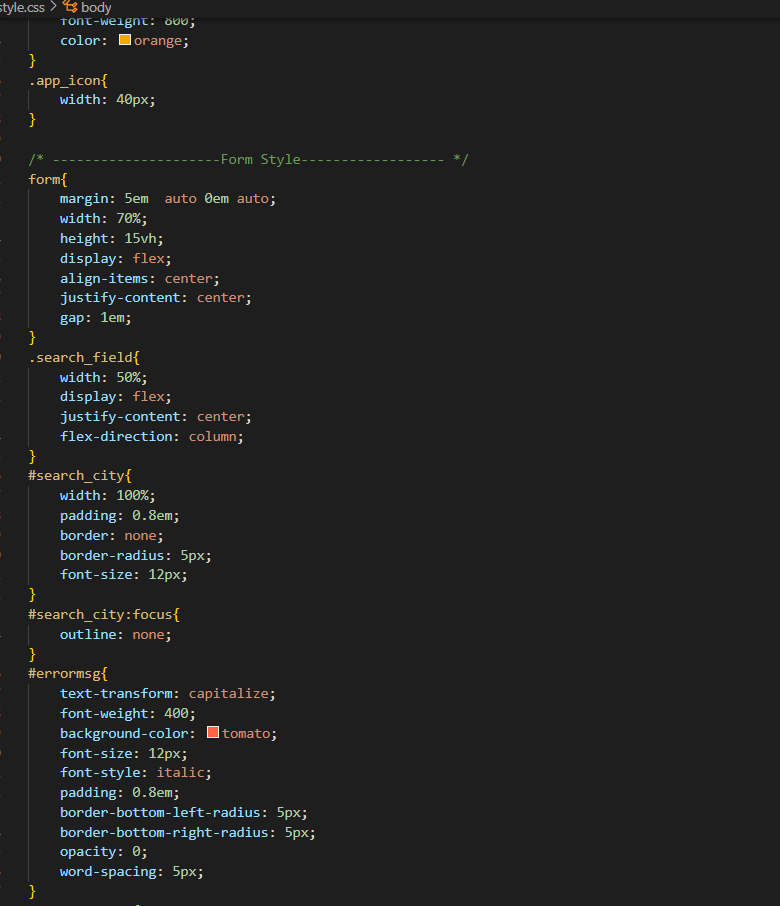 style.css > body
font-weight: 800;
color: orange;
}
.app_icon{
width: 40px;
}
/* ---------------------Form Style------------------ */
form{
margin: 5em  auto 0em auto;
width: 70%;
height: 15vh;
display: flex;
align-items: center;
justify-content: center;
gap: 1em;
}
.search_field{
width: 50%;
display: flex;
justify-content: center;
flex-direction: column;
}
#search_city{
width: 100%;
padding: 0.8em;
border: none;
border-radius: 5px;
font-size: 12px;
}
#search_city:focus{
outline: none;
}
#errormsg{
text-transform: capitalize;
font-weight: 400;
background-color: tomato;
font-size: 12px;
font-style: italic;
padding: 0.8em;
border-bottom-left-radius: 5px;
border-bottom-right-radius: 5px;
opacity: 0;
word-spacing: 5px;
}